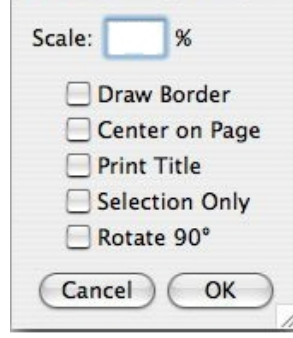 Scale: %
Draw Border
Center on Page
Print Title
Selection Only
Rotate 90°
Cancel OK